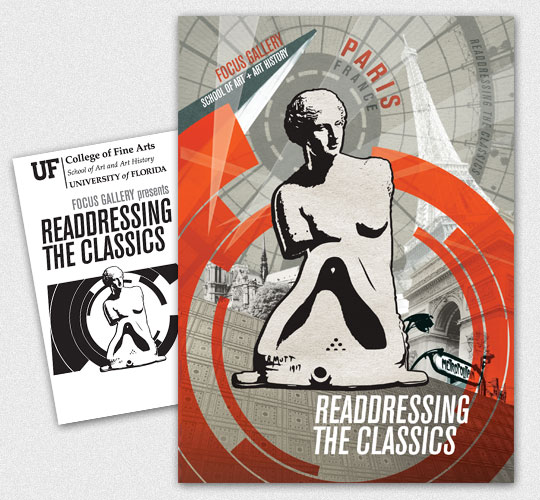 UF
College of Fine Arts
School of Art and Art History
UNIVERSITY of FLORIDA
FOCUS GALLERY presents
READDRESSING
THE CLASSICS
FOCUS GALLERY
SCHOOL OF ART + ART HISTORY
PARIS
FRANCE
READDRESSING
THE CLASSICS
R.MUTT
1917
READDRESSING
THE CLASSICS